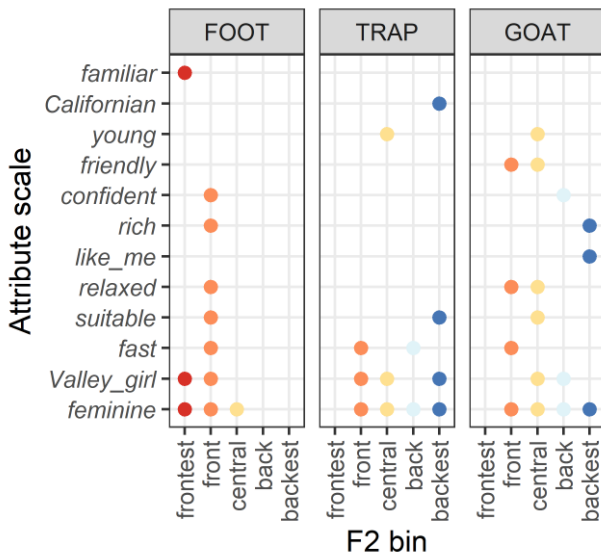 FOOT TRAP GOAT
Attribute scale
familiar
Californian
young
friendly
confident
rich
like_me
relaxed
suitable
fast
Valley_girl
feminine
frontest front central back backest frontest front central back backest frontest front central back backest
F2 bin